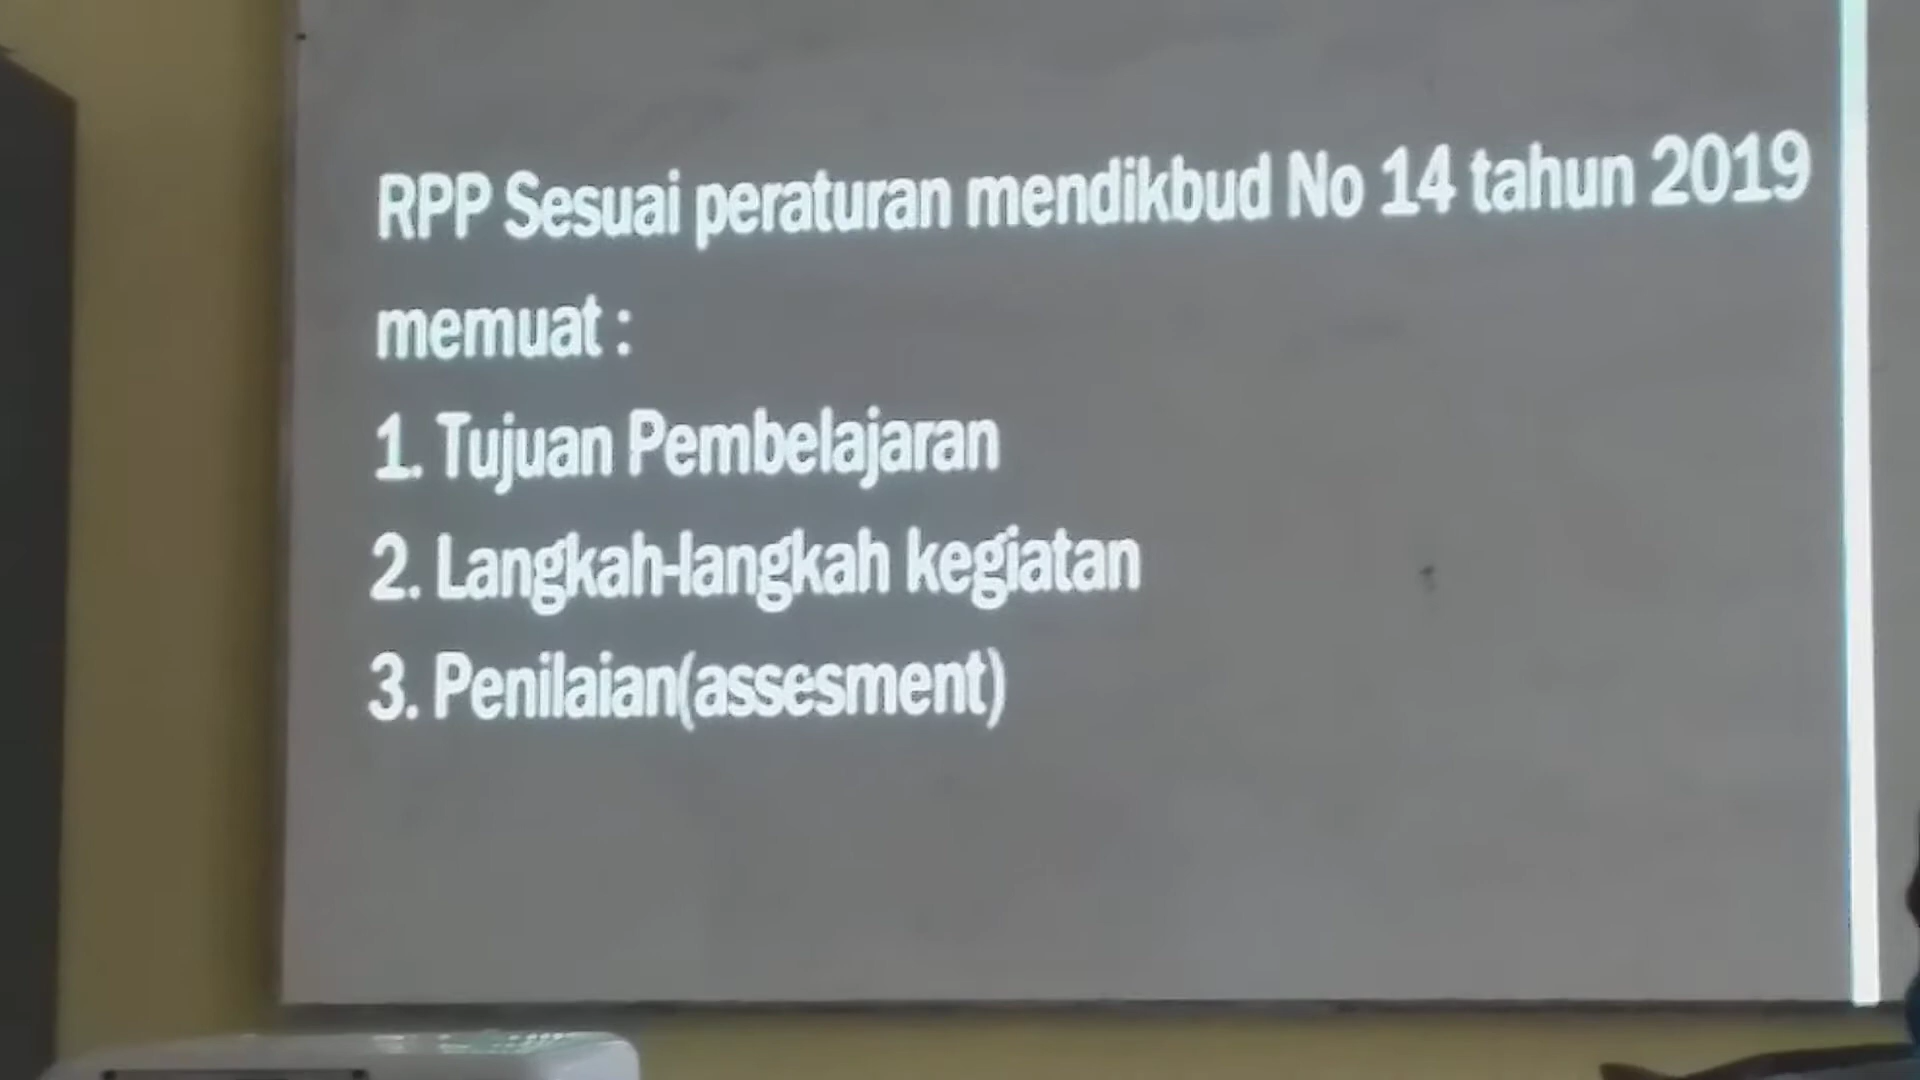 RPP Sesuai peraturan mendikbud No 14 tahun 2019
memuat :
1. Tujuan Pembelajaran
2. Langkah-langkah kegiatan
3. Penilaian(assesment)